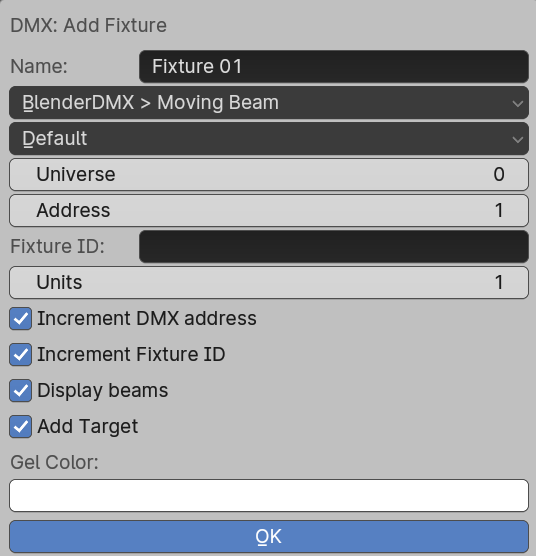 DMX: Add Fixture
Name: Fixture 01
BlenderDMX > Moving Beam
Default
Universe 0
Address 1
Fixture ID:
Units 1
Increment DMX address
Increment Fixture ID
Display beams
Add Target
Gel Color:
OK